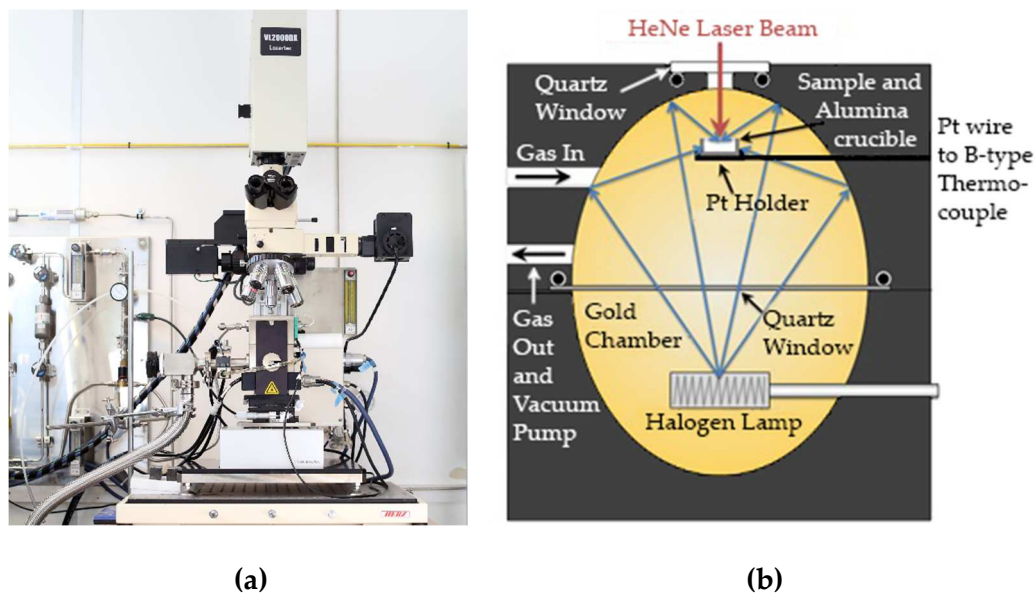 VL2000DX
Lasertec
HERZ
HeNe Laser Beam
Quartz
Window
Sample and
Alumina
crucible
Gas In
Pt wire
to B-type
Thermo-
couple
Pt Holder
Gold
Chamber
Quartz
Window
Gas
Out
and
Vacuum
Pump
Halogen Lamp
(a)
(b)